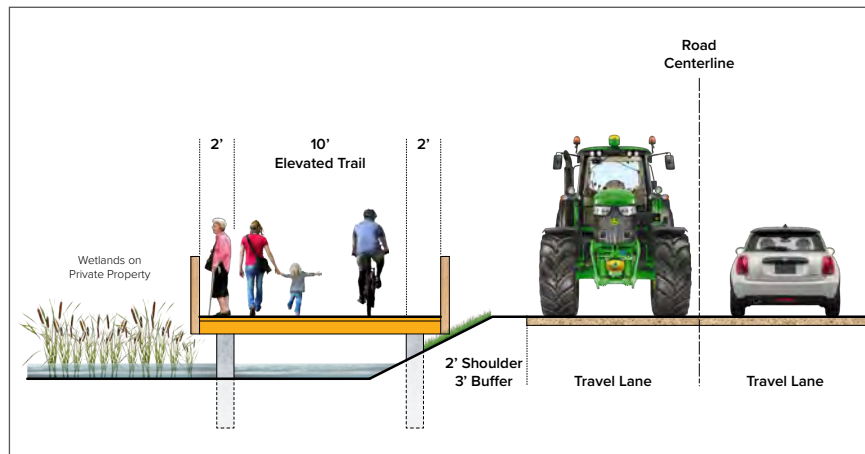 Road
Centerline
2’
10’
2’
Elevated Trail
Wetlands on
Private Property
2’ Shoulder
3’ Buffer
Travel Lane
Travel Lane